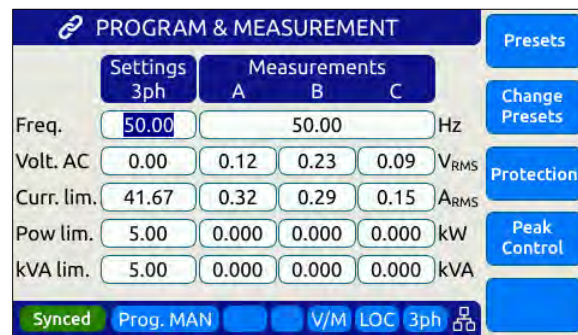 PROGRAM & MEASUREMENT
Presets
Settings Measurements
3ph A B C
Change
Presets
Freq. 50.00 50.00 Hz
Volt. AC 0.00 0.12 0.23 0.09 VRMS
Protection
Curr. lim. 41.67 0.32 0.29 0.15 ARMS
Pow lim. 5.00 0.000 0.000 0.000 kW
Peak
Control
kVA lim. 5.00 0.000 0.000 0.000 kVA
Synced Prog. MAN V/M LOC 3ph